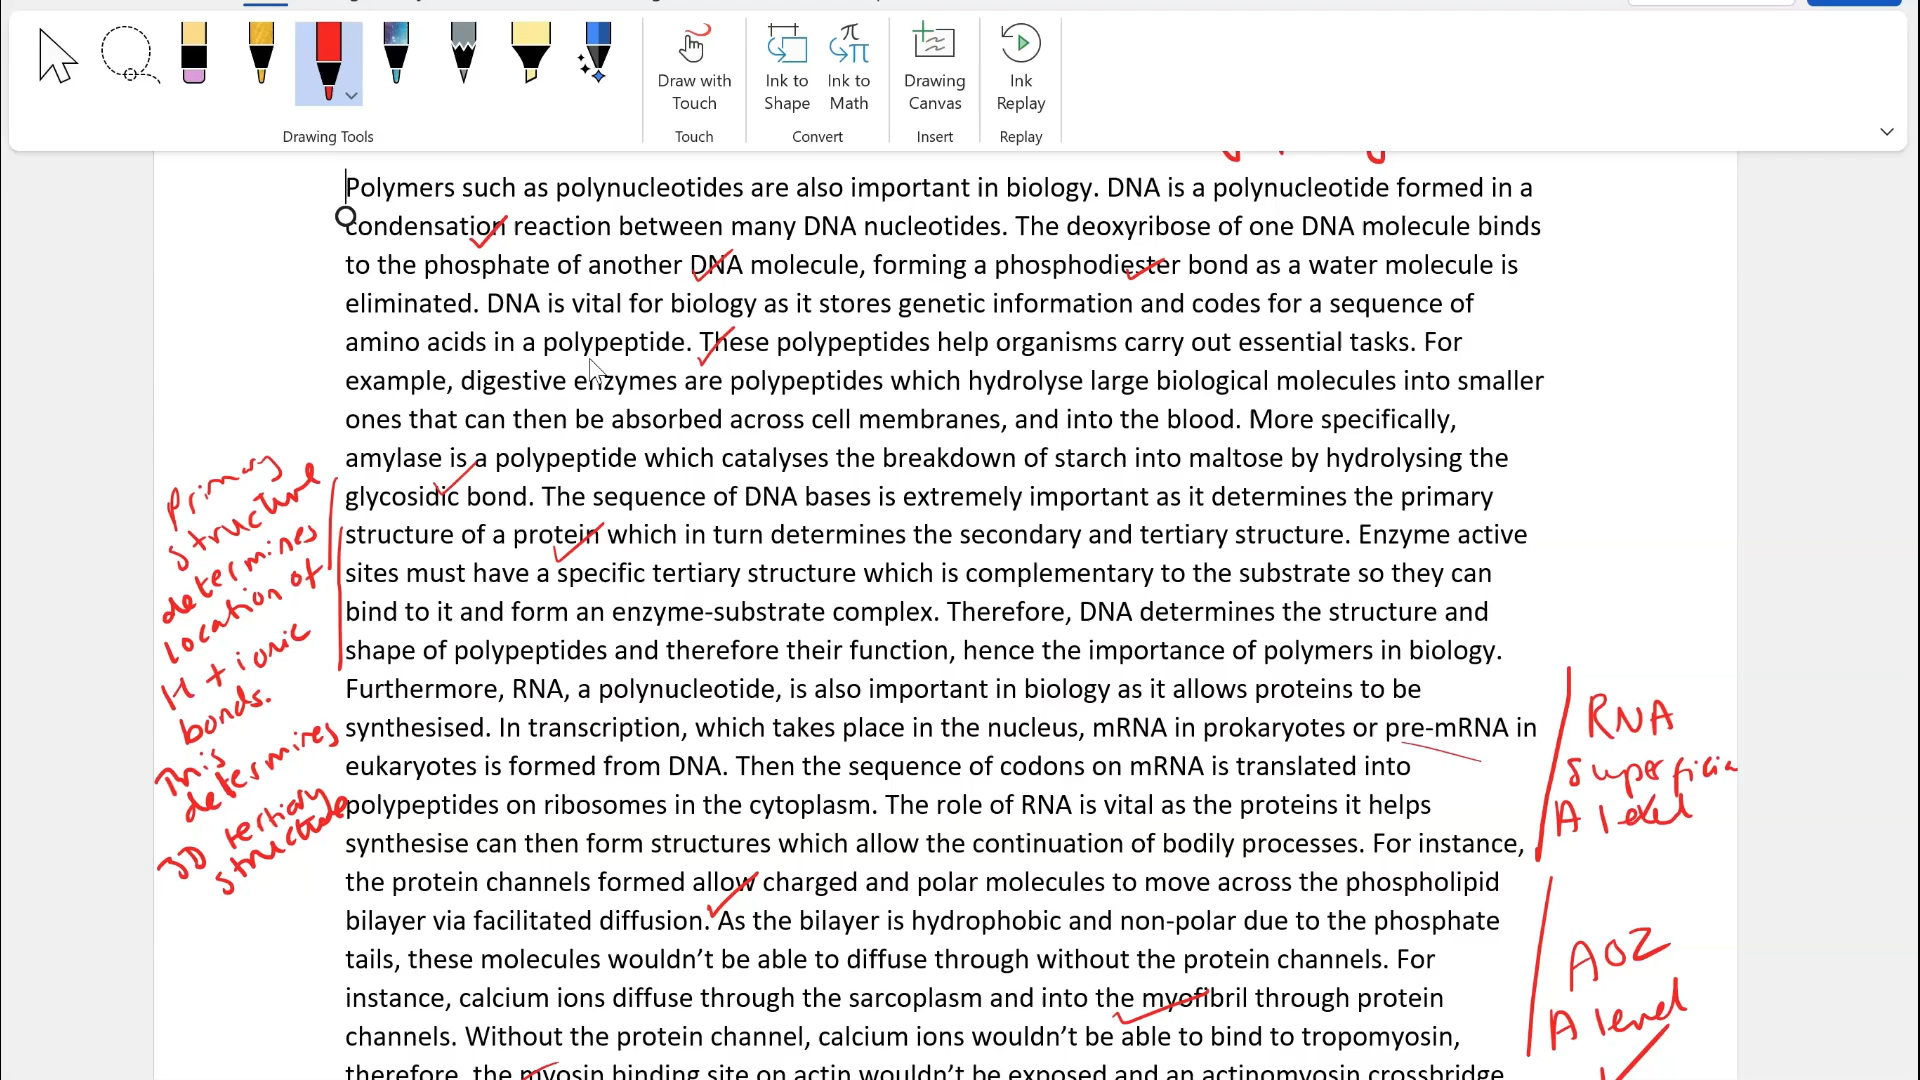 Draw with
Touch
Ink to
Shape
Ink to
Math
Drawing
Canvas
Ink
Replay
Drawing Tools
Touch
Convert
Insert
Replay
Polymers such as polynucleotides are also important in biology. DNA is a polynucleotide formed in a
condensation reaction between many DNA nucleotides. The deoxyribose of one DNA molecule binds
to the phosphate of another DNA molecule, forming a phosphodiester bond as a water molecule is
eliminated. DNA is vital for biology as it stores genetic information and codes for a sequence of
amino acids in a polypeptide. These polypeptides help organisms carry out essential tasks. For
example, digestive enzymes are polypeptides which hydrolyse large biological molecules into smaller
ones that can then be absorbed across cell membranes, and into the blood. More specifically,
amylase is a polypeptide which catalyses the breakdown of starch into maltose by hydrolysing the
glycosidic bond. The sequence of DNA bases is extremely important as it determines the primary
structure of a protein which in turn determines the secondary and tertiary structure. Enzyme active
sites must have a specific tertiary structure which is complementary to the substrate so they can
bind to it and form an enzyme-substrate complex. Therefore, DNA determines the structure and
shape of polypeptides and therefore their function, hence the importance of polymers in biology.
Furthermore, RNA, a polynucleotide, is also important in biology as it allows proteins to be
synthesised. In transcription, which takes place in the nucleus, mRNA in prokaryotes or pre-mRNA in
eukaryotes is formed from DNA. Then the sequence of codons on mRNA is translated into
polypeptides on ribosomes in the cytoplasm. The role of RNA is vital as the proteins it helps
synthesise can then form structures which allow the continuation of bodily processes. For instance,
the protein channels formed allow charged and polar molecules to move across the phospholipid
bilayer via facilitated diffusion. As the bilayer is hydrophobic and non-polar due to the phosphate
tails, these molecules wouldn't be able to diffuse through without the protein channels. For
instance, calcium ions diffuse through the sarcoplasm and into the myofibril through protein
channels. Without the protein channel, calcium ions wouldn't be able to bind to tropomyosin,
therefore, the myosin binding site on actin wouldn't be exposed and an actinomyosin crossbridge
Primary
structure
determines
location of
H + ionic
bonds.
This
determines
3D tertiary
structure
RNA
superficia
A level
AO2
A level